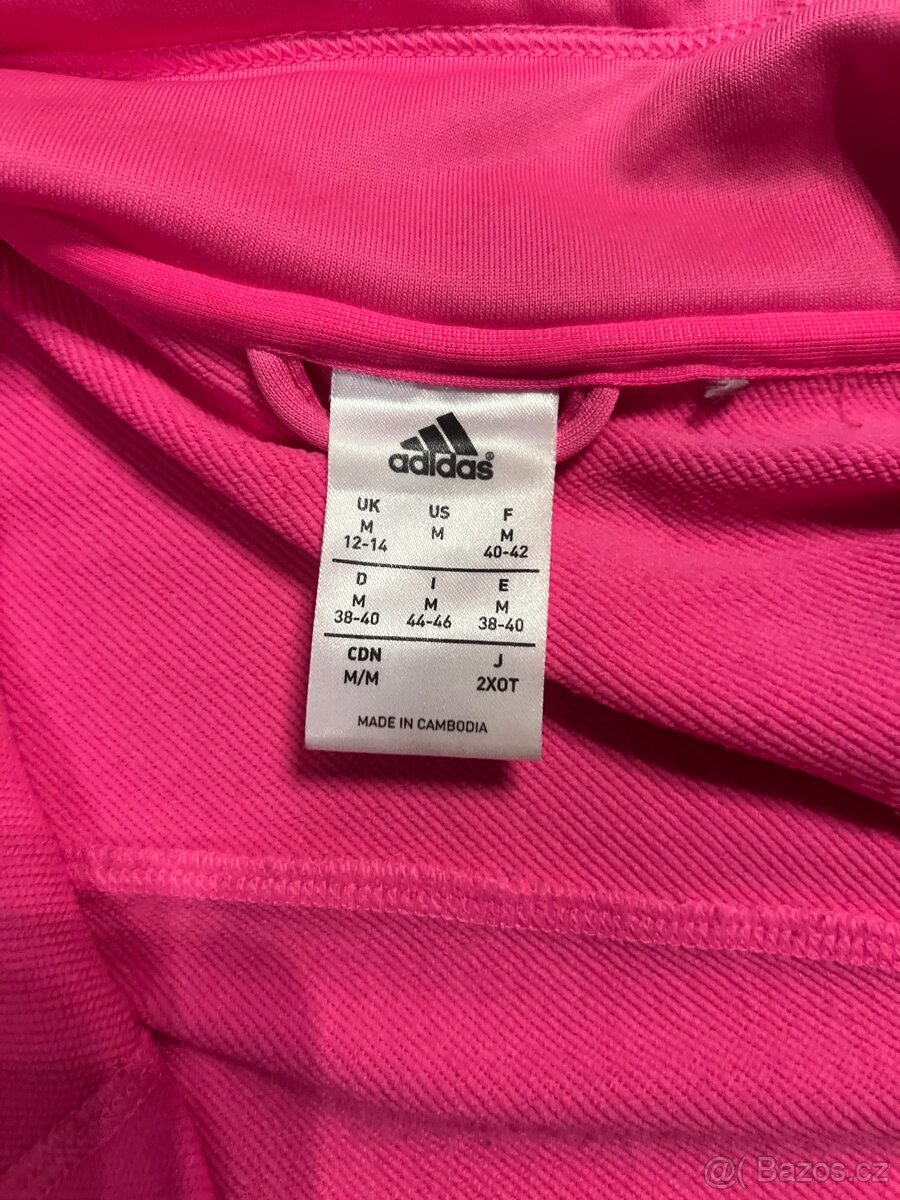 adidas®
UK US F
M M M
12-14 40-42
D I E
M M M
38-40 44-46 38-40
CDN J
M/M 2XOT
MADE IN CAMBODIA
@( Bazos.cz